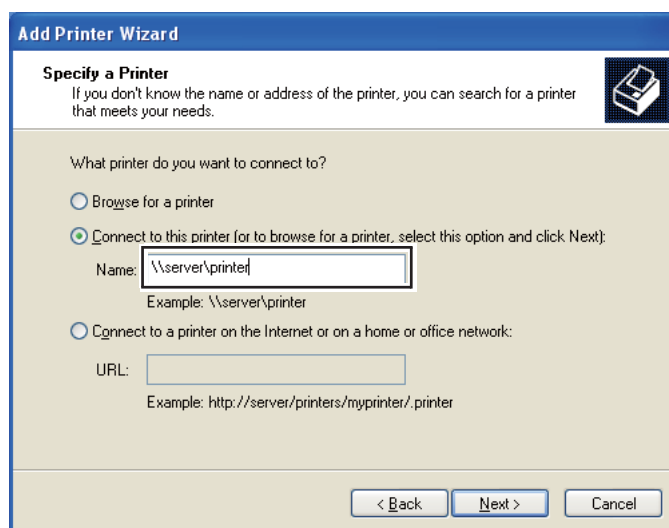 Add Printer Wizard
Specify a Printer
If you don't know the name or address of the printer, you can search for a printer
that meets your needs.
What printer do you want to connect to?
Browse for a printer
Connect to this printer (or to browse for a printer, select this option and click Next):
Name: \\server\printer
Example: \\server\printer
Connect to a printer on the Internet or on a home or office network:
URL:
Example: http://server/printers/myprinter/.printer
< Back Next > Cancel